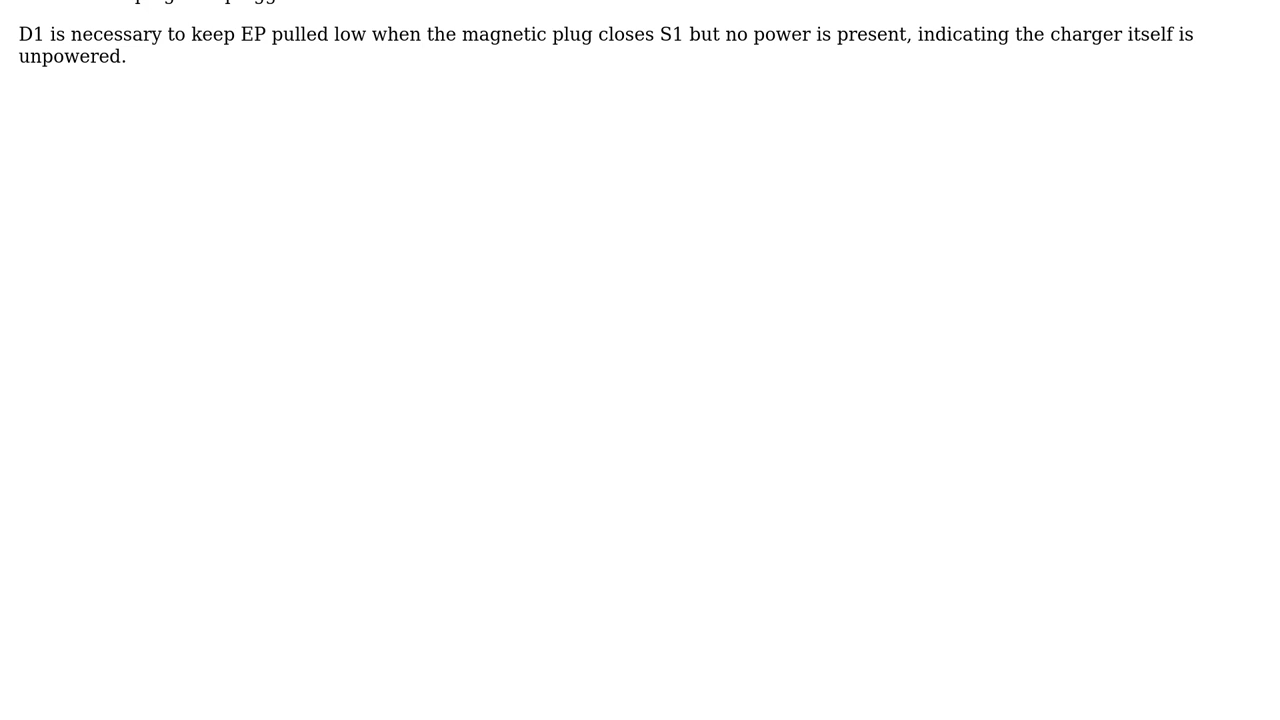 D1 is necessary to keep EP pulled low when the magnetic plug closes S1 but no power is present, indicating the charger itself is
unpowered.